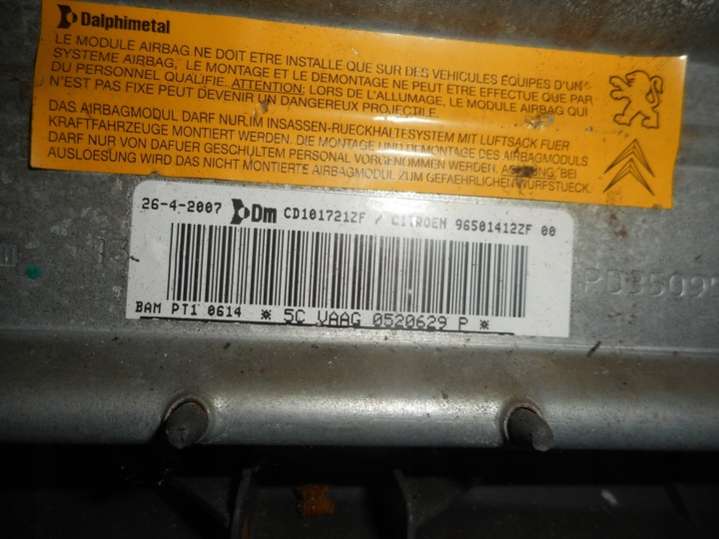 Dalphimetal
LE MODULE AIRBAG NE DOIT ETRE INSTALLE QUE SUR DES VEHICULES EQUIPES D'UN
SYSTEME AIRBAG. LE MONTAGE ET LE DEMONTAGE NE PEUT ETRE EFFECTUE QUE PAR
DU PERSONNEL QUALIFIE. ATTENTION: LORS DE L'ALLUMAGE, LE MODULE AIRBAG QUI
N'EST PAS FIXE PEUT DEVENIR UN DANGEREUX PROJECTILE.
DAS AIRBAGMODUL DARF NUR IM INSASSEN-RUECKHALTESYSTEM MIT LUFTSACK FUER
KRAFTFAHRZEUGE MONTIERT WERDEN. DIE MONTAGE UND DEMONTAGE DES AIRBAGMODULS
DARF NUR VON DAFUER GESCHULTEM PERSONAL VORGENOMMEN WERDEN. ACHTUNG, BEI
AUSLOESUNG WIRD DAS NICHT MONTIERTE AIRBAGMODUL ZUM GEFAEHRLICHEN WURFSTUECK.
26-4-2007 Dm CD101721ZF / CITROEN 96501412ZF 00
BAM PT1 0614 * 5C VAAG 0520629 P *